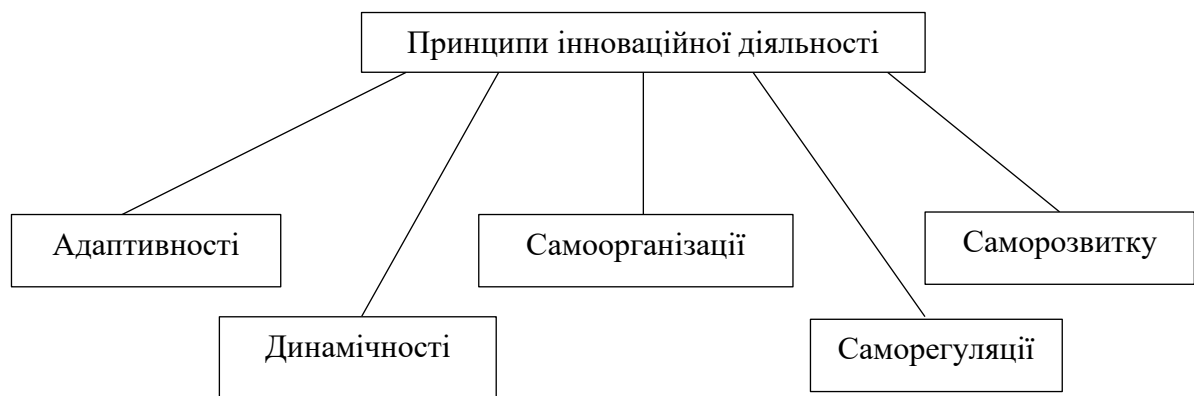 Принципи інноваційної діяльності
Адаптивності
Самоорганізації
Саморозвитку
Динамічності
Саморегуляції